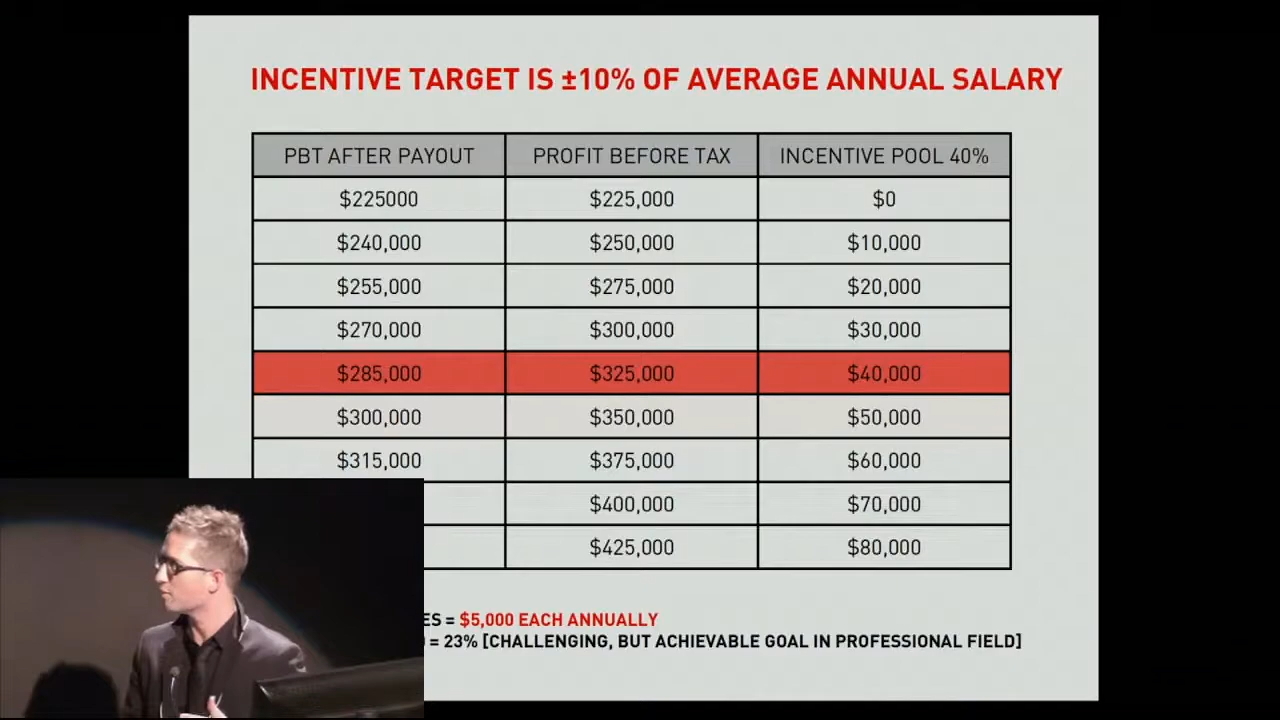 INCENTIVE TARGET IS ±10% OF AVERAGE ANNUAL SALARY
PBT AFTER PAYOUT PROFIT BEFORE TAX INCENTIVE POOL 40%
$225000 $225,000 $0
$240,000 $250,000 $10,000
$255,000 $275,000 $20,000
$270,000 $300,000 $30,000
$285,000 $325,000 $40,000
$300,000 $350,000 $50,000
$315,000 $375,000 $60,000
$400,000 $70,000
$425,000 $80,000
= $5,000 EACH ANNUALLY
= 23% [CHALLENGING, BUT ACHIEVABLE GOAL IN PROFESSIONAL FIELD]